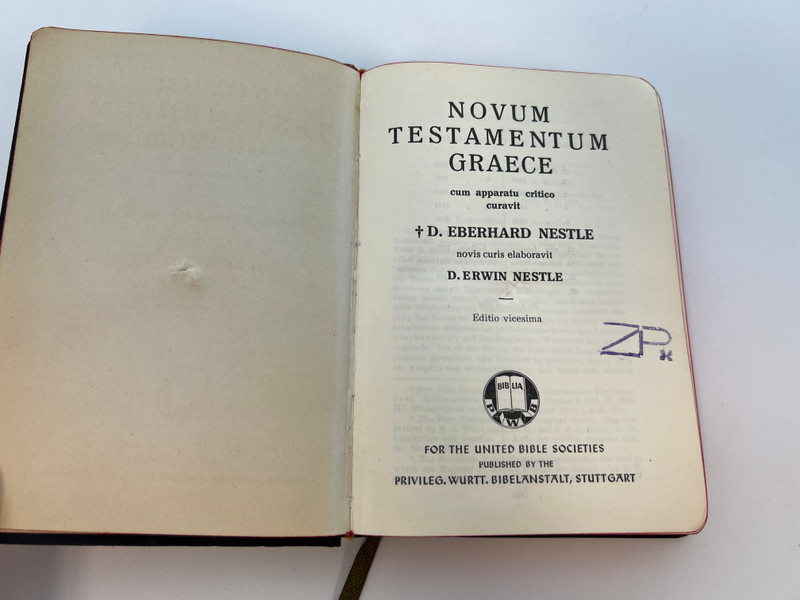 NOVUM
TESTAMENTUM
GRAECE
cum apparatu critico
curavit
† D. EBERHARD NESTLE
novis curis elaboravit
D. ERWIN NESTLE
Editio vicesima
ZP
BIBLIA
P W B
FOR THE UNITED BIBLE SOCIETIES
PUBLISHED BY THE
PRIVILEG. WURTT. BIBELANSTALT, STUTTGART